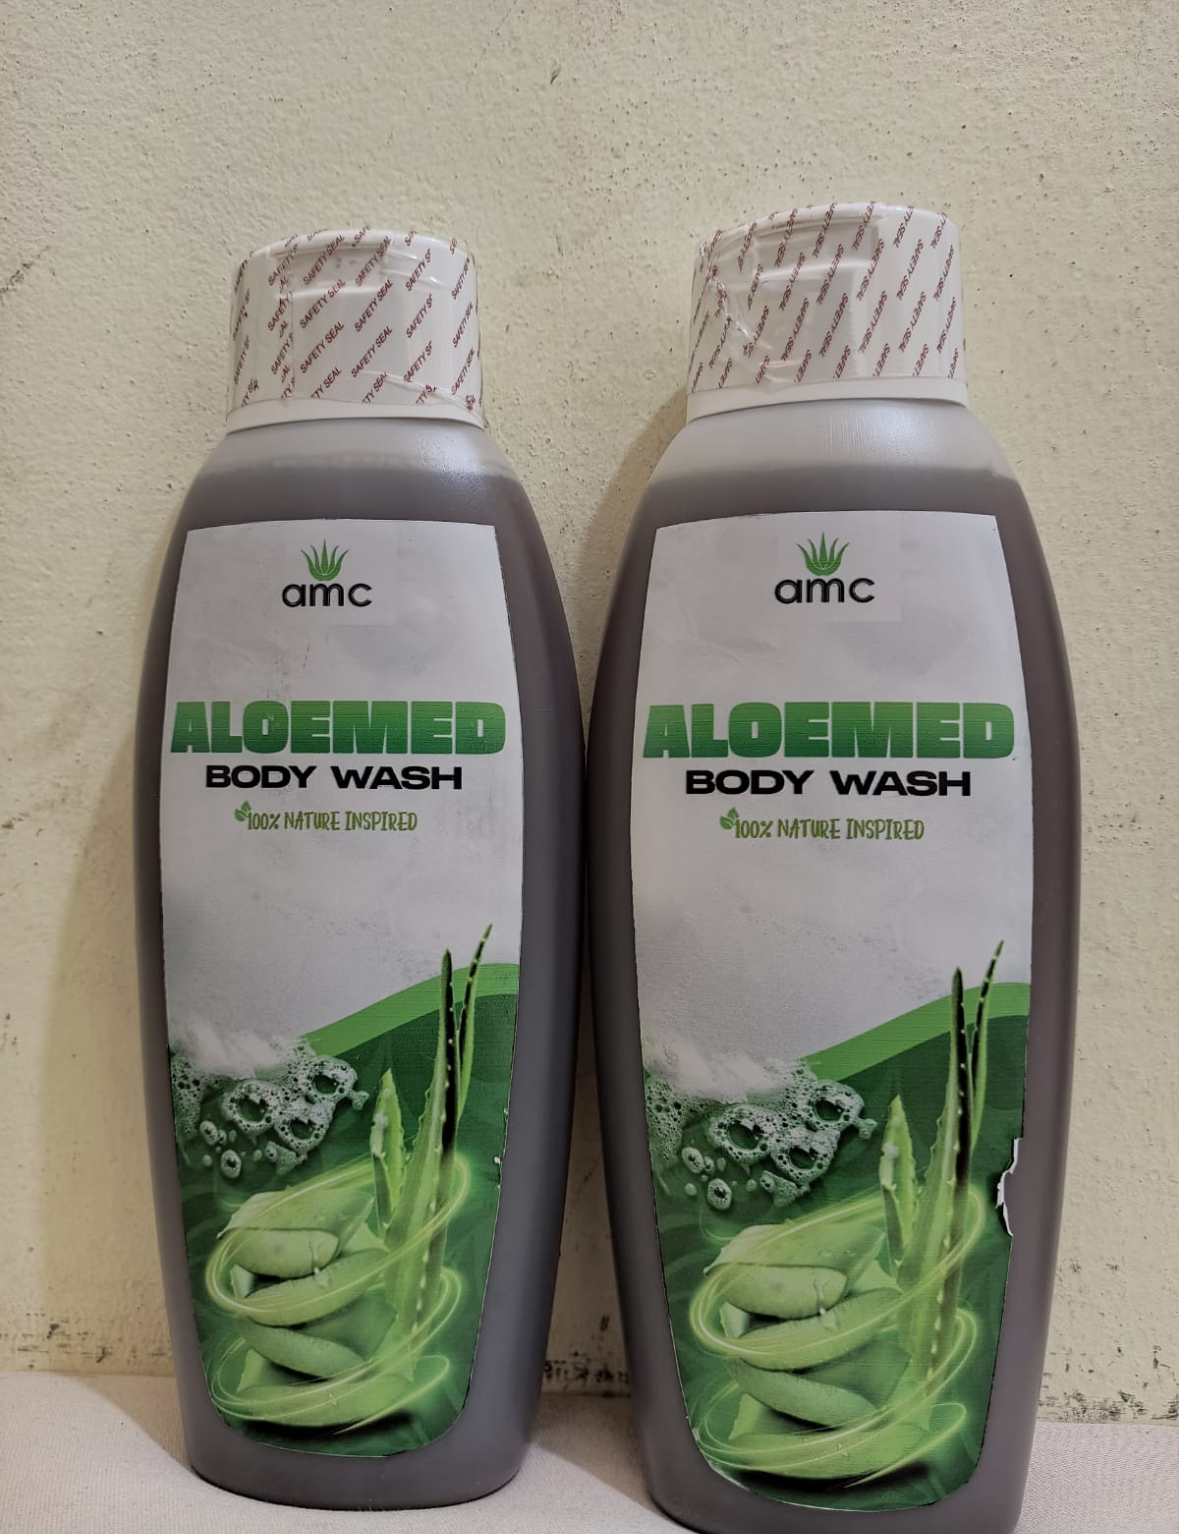 SAFETY SEAL
SAFETY SEAL
amc
ALOEMED
BODY WASH
100% NATURE INSPIRED
amc
ALOEMED
BODY WASH
100% NATURE INSPIRED